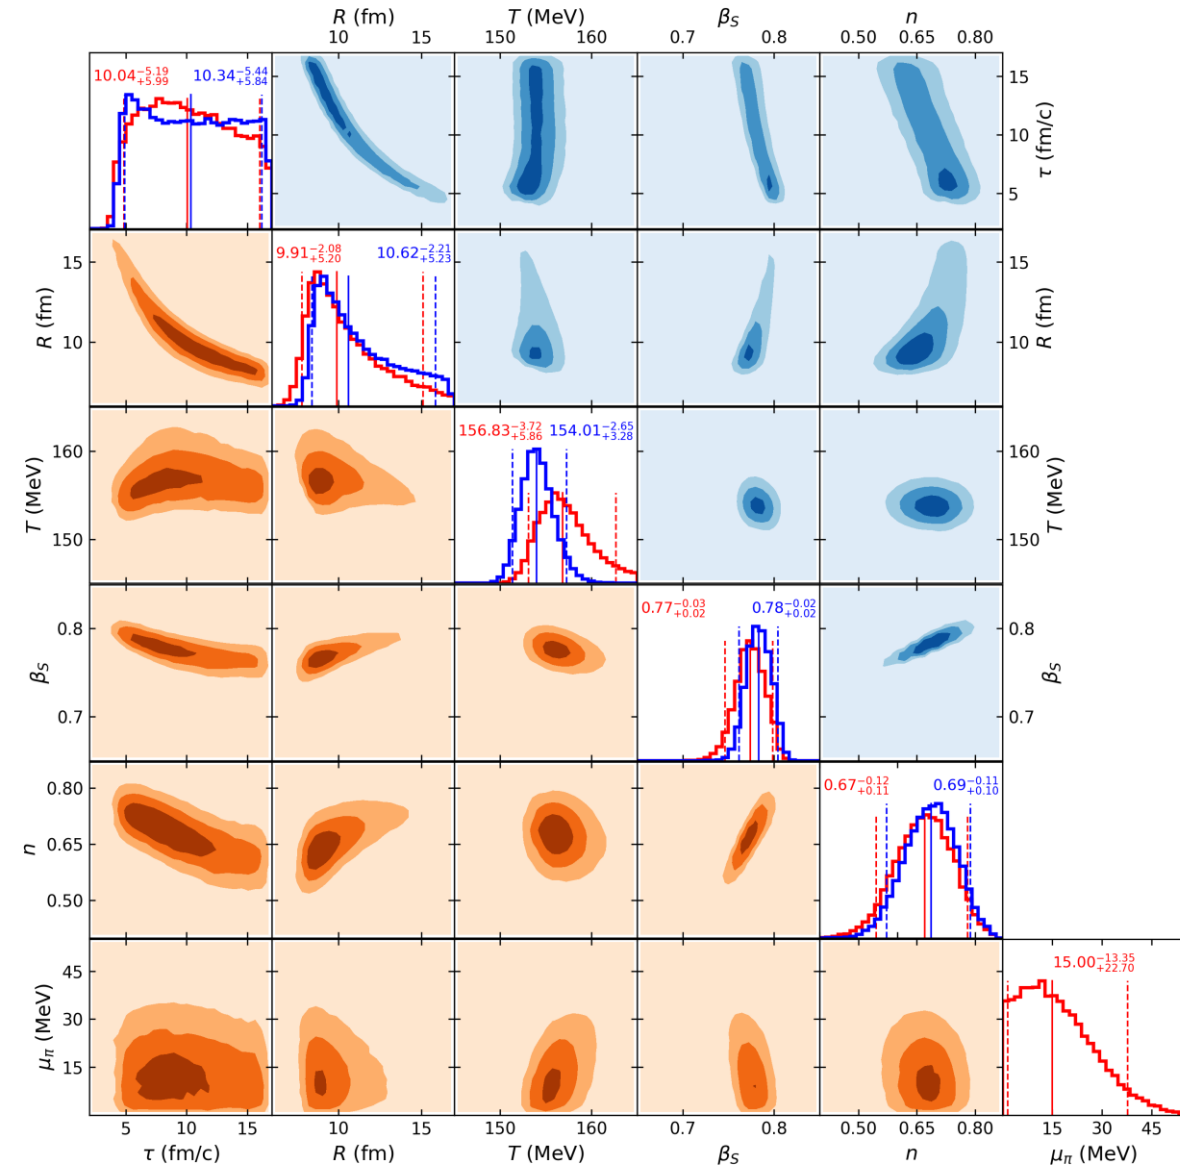 R (fm) T (MeV) β_S n
10 15 150 160 0.7 0.8 0.50 0.65 0.80
10.04^{-5.19}_{+5.99} 10.34^{-5.44}_{+5.84}
15
10
5
τ (fm/c)
R (fm)
15
10
9.91^{-2.08}_{+5.20} 10.62^{-2.21}_{+5.23}
15
10
R (fm)
T (MeV)
160
150
156.83^{-3.72}_{+5.86} 154.01^{-2.65}_{+3.28}
160
150
T (MeV)
β_S
0.8
0.7
0.77^{-0.03}_{+0.02} 0.78^{-0.02}_{+0.02}
0.8
0.7
β_S
n
0.80
0.65
0.50
0.67^{-0.12}_{+0.11} 0.69^{-0.11}_{+0.10}
μ_π (MeV)
45
30
15
15.00^{-13.35}_{+22.70}
5 10 15 10 15 150 160 0.7 0.8 0.50 0.65 0.80 15 30 45
τ (fm/c) R (fm) T (MeV) β_S n μ_π (MeV)